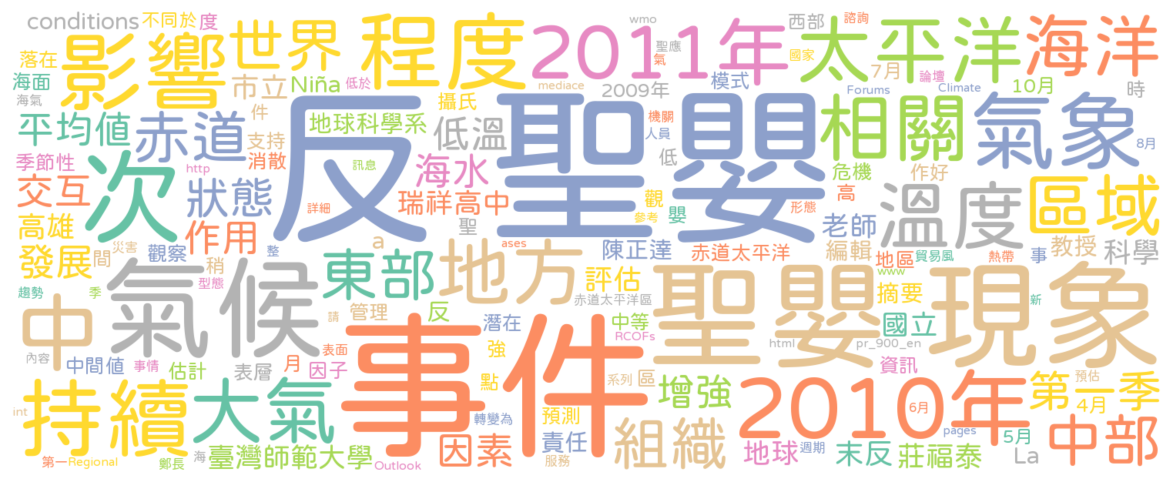 conditions 不同於 度 世界 程度 2011年 太平洋 海洋
wmo 西部 諮詢
落在 影響 聖應 氣 國家
海面 市立 Niña 低於 mediace 模式 7月 論壇 10月 時
海氣 件 攝氏 2009年 Forums Climate
平均值 赤道 支持 地球科學系 低溫 機關 人員 相關 氣象 8月
季節性 消散 訊息 海水 低 危機 作好
次 http 反聖嬰
交互 狀態 詳細 瑞祥高中 觀 嬰 參考 形態 高 溫度 區域
高雄 作用 聖 老師
發展 間 災害 觀察 整 a 地方 ases 陳正達 赤道太平洋 編輯 地區 貿易風 熱帶 事 教授 科學
稍 東部 評估 www
趨勢 季 氣候 型態 赤道太平洋區 聖嬰 摘要 新 現象
中 請 管理 反 潛在 中等 國立
內容 事件 RCOFs html pr_900_en
中間值 事情 估計 表層 月 表面 因子 強 資訊
持續 大氣 點 系列 區 增強 2010年 第一季 預估
int 轉變為 預測 6月 4月
因素 責任 組織 pages 5月 中部
第一 Regional 鄭長 海 臺灣師範大學 Outlook 服務 地球 週期 末反 莊福泰 La